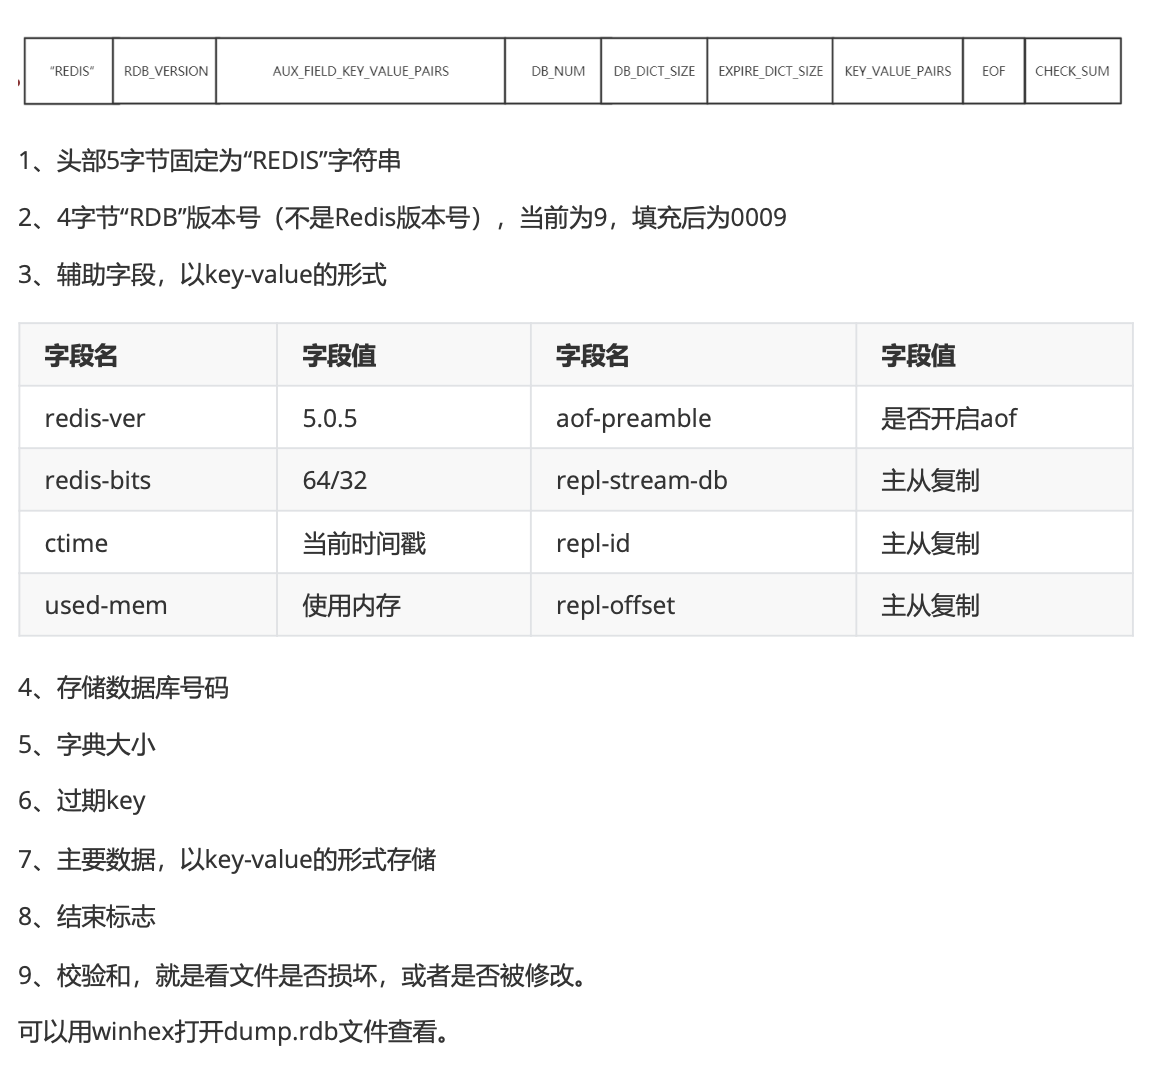 “REDIS” RDB_VERSION AUX_FIELD_KEY_VALUE_PAIRS DB_NUM DB_DICT_SIZE EXPIRE_DICT_SIZE KEY_VALUE_PAIRS EOF CHECK_SUM
1、头部5字节固定为“REDIS”字符串
2、4字节“RDB”版本号（不是Redis版本号），当前为9，填充后为0009
3、辅助字段，以key-value的形式
字段名 字段值 字段名 字段值
redis-ver 5.0.5 aof-preamble 是否开启aof
redis-bits 64/32 repl-stream-db 主从复制
ctime 当前时间戳 repl-id 主从复制
used-mem 使用内存 repl-offset 主从复制
4、存储数据库号码
5、字典大小
6、过期key
7、主要数据，以key-value的形式存储
8、结束标志
9、校验和，就是看文件是否损坏，或者是否被修改。
可以用winhex打开dump.rdb文件查看。